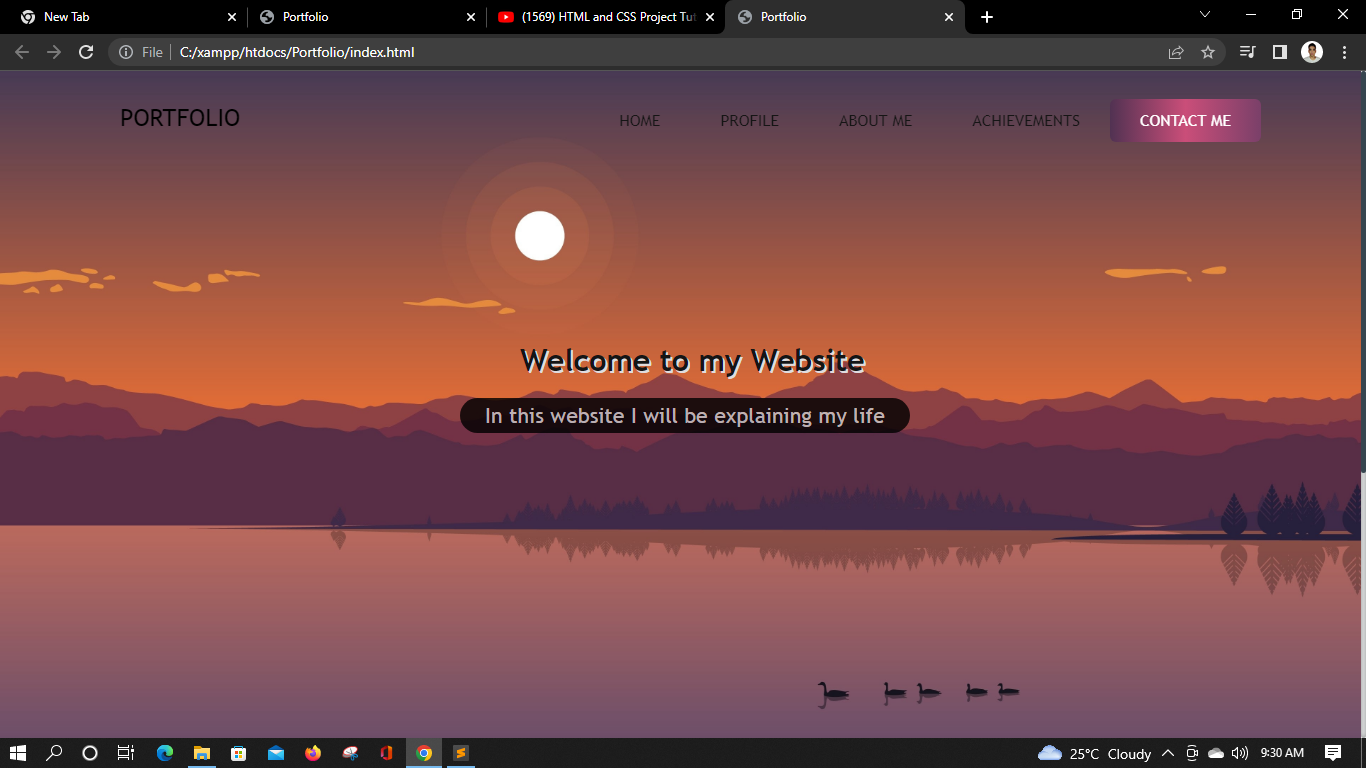 New Tab
Portfolio
(1569) HTML and CSS Project Tut
Portfolio
File
C:/xampp/htdocs/Portfolio/index.html
PORTFOLIO
HOME
PROFILE
ABOUT ME
ACHIEVEMENTS
CONTACT ME
Welcome to my Website
In this website I will be explaining my life
25°C Cloudy
9:30 AM